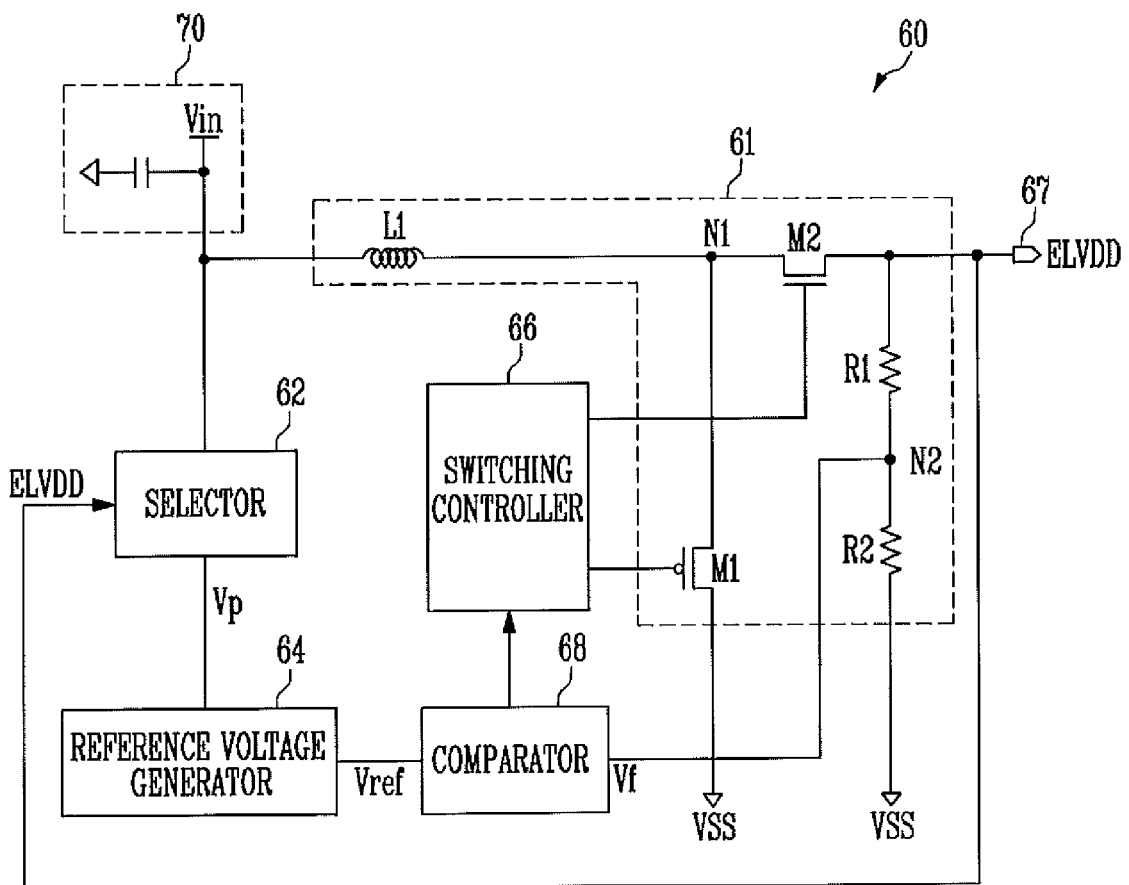 70
60
Vin
61
67
L1
N1
M2
ELVDD
66
R1
62
N2
ELVDD
SELECTOR
SWITCHING
CONTROLLER
R2
M1
Vp
68
64
REFERENCE VOLTAGE
GENERATOR
Vref
COMPARATOR
Vf
VSS
VSS